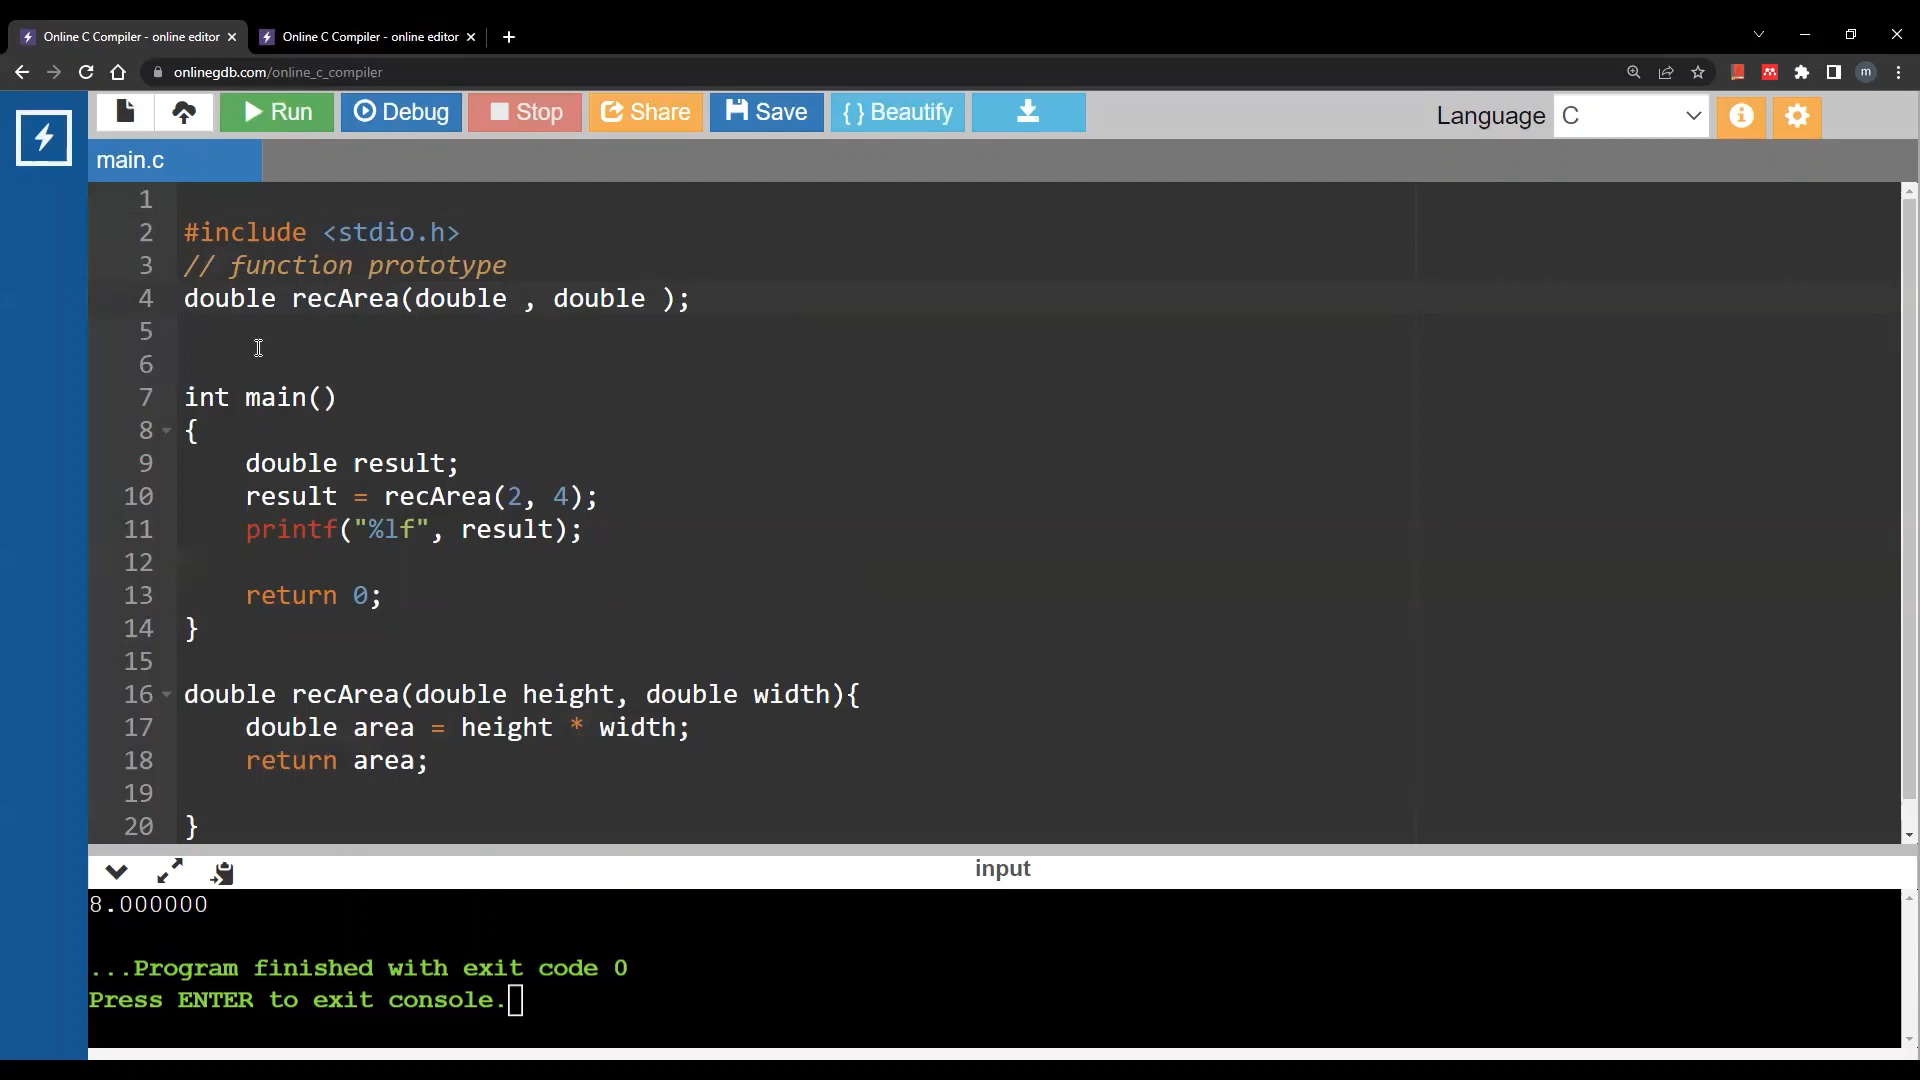 Online C Compiler - online editor
Online C Compiler - online editor
onlinegdb.com/online_c_compiler
m
Run Debug Stop Share Save { } Beautify Language C
main.c
1
2 #include <stdio.h>
3 // function prototype
4 double recArea(double , double );
5
6
7 int main()
8 {
9 double result;
10 result = recArea(2, 4);
11 printf("%lf", result);
12
13 return 0;
14 }
15
16 double recArea(double height, double width){
17 double area = height * width;
18 return area;
19
20 }
input
8.000000
...Program finished with exit code 0
Press ENTER to exit console.